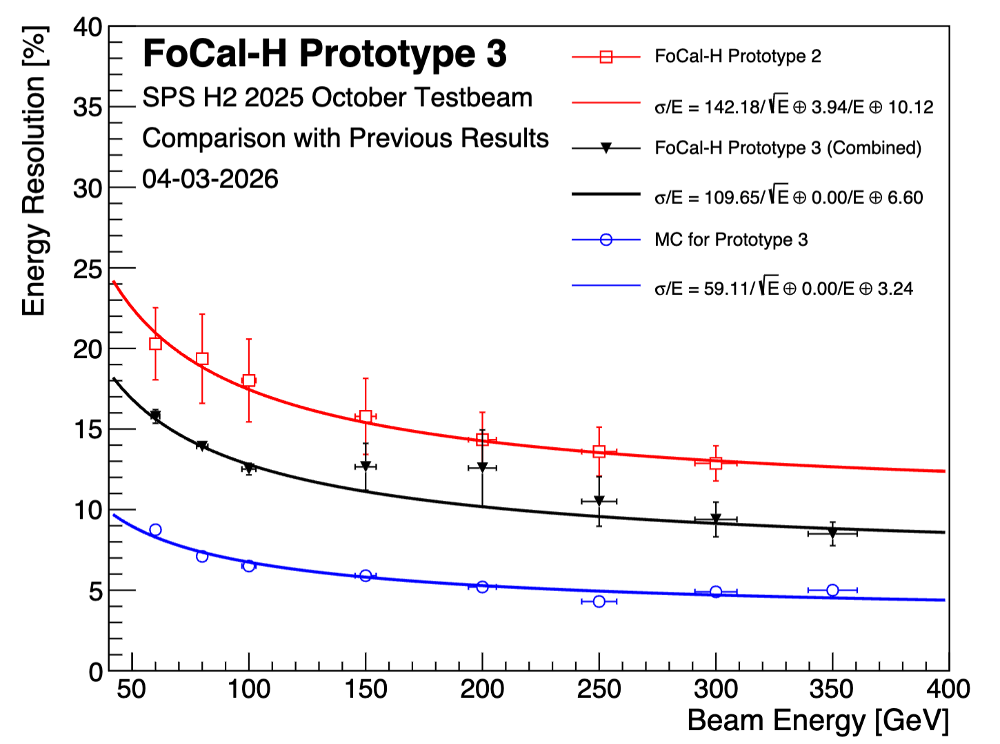 FoCal-H Prototype 3
SPS H2 2025 October Testbeam
Comparison with Previous Results
04-03-2026
FoCal-H Prototype 2
σ/E = 142.18/√E ⊕ 3.94/E ⊕ 10.12
FoCal-H Prototype 3 (Combined)
σ/E = 109.65/√E ⊕ 0.00/E ⊕ 6.60
MC for Prototype 3
σ/E = 59.11/√E ⊕ 0.00/E ⊕ 3.24
Energy Resolution [%]
40
35
30
25
20
15
10
5
0
50 100 150 200 250 300 350 400
Beam Energy [GeV]